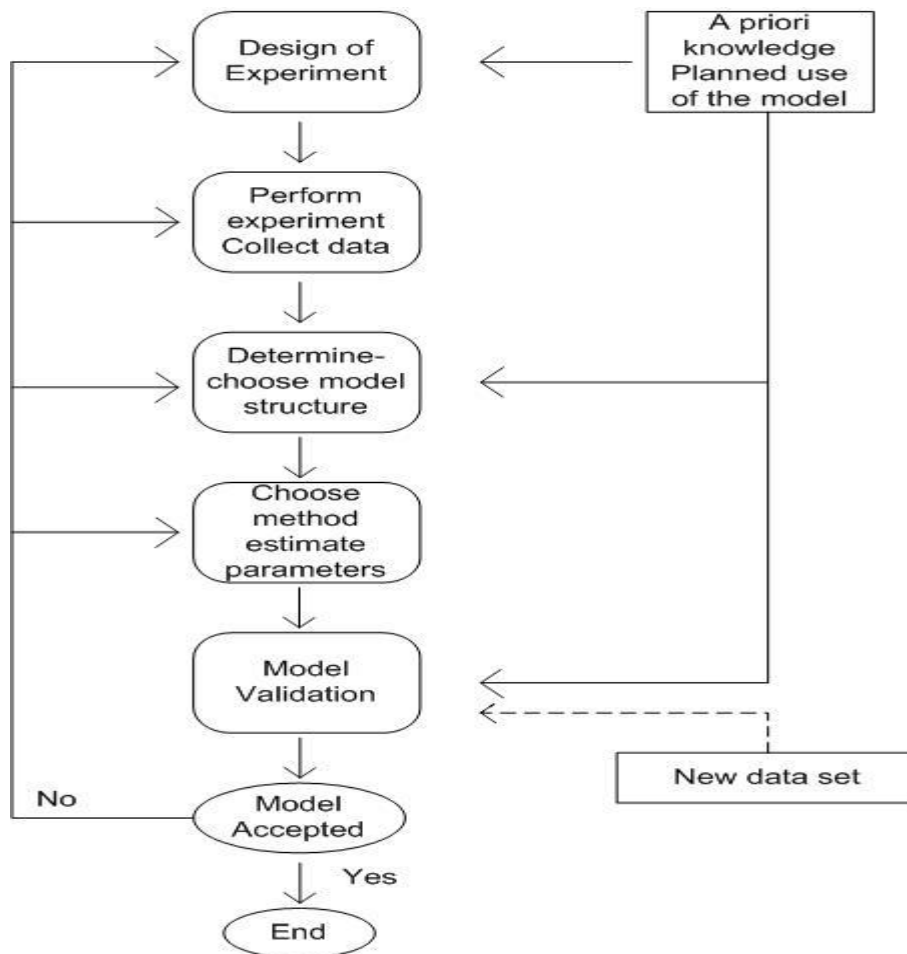 Design of
Experiment
A priori
knowledge
Planned use
of the model
Perform
experiment
Collect data
Determine-
choose model
structure
Choose
method
estimate
parameters
Model
Validation
New data set
No
Model
Accepted
Yes
End